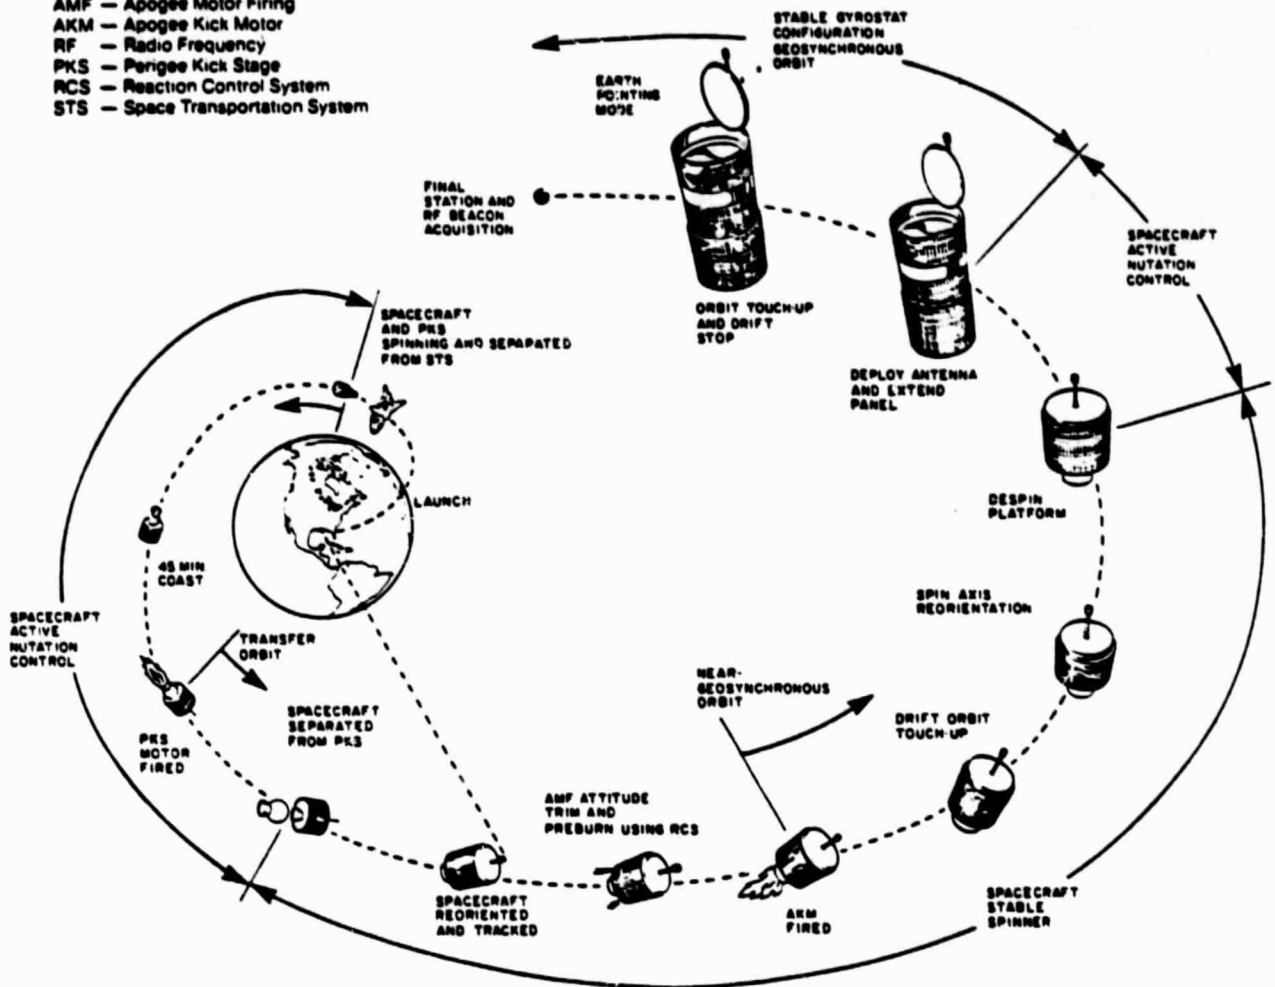 AMF — Apogee Motor Firing
AKM — Apogee Kick Motor
RF — Radio Frequency
PKS — Perigee Kick Stage
RCS — Reaction Control System
STS — Space Transportation System
STABLE GYROSTAT
CONFIGURATION
GEOSYNCHRONOUS
ORBIT
EARTH
POINTING
MODE
FINAL
STATION AND
RF BEACON
ACQUISITION
SPACECRAFT
ACTIVE
NUTATION
CONTROL
ORBIT TOUCH-UP
AND DRIFT
STOP
SPACECRAFT
AND PKS
SPINNING AND SEPARATED
FROM STS
DEPLOY ANTENNA
AND EXTEND
PANEL
LAUNCH
DESPIN
PLATFORM
45 MIN
COAST
SPIN AXIS
REORIENTATION
SPACECRAFT
ACTIVE
NUTATION
CONTROL
TRANSFER
ORBIT
NEAR-
GEOSYNCHRONOUS
ORBIT
SPACECRAFT
SEPARATED
FROM PKS
DRIFT ORBIT
TOUCH-UP
PKS
MOTOR
FIRED
AMF ATTITUDE
TRIM AND
PREBURN USING RCS
SPACECRAFT
REORIENTED
AND TRACKED
AKM
FIRED
SPACECRAFT
STABLE
SPINNER